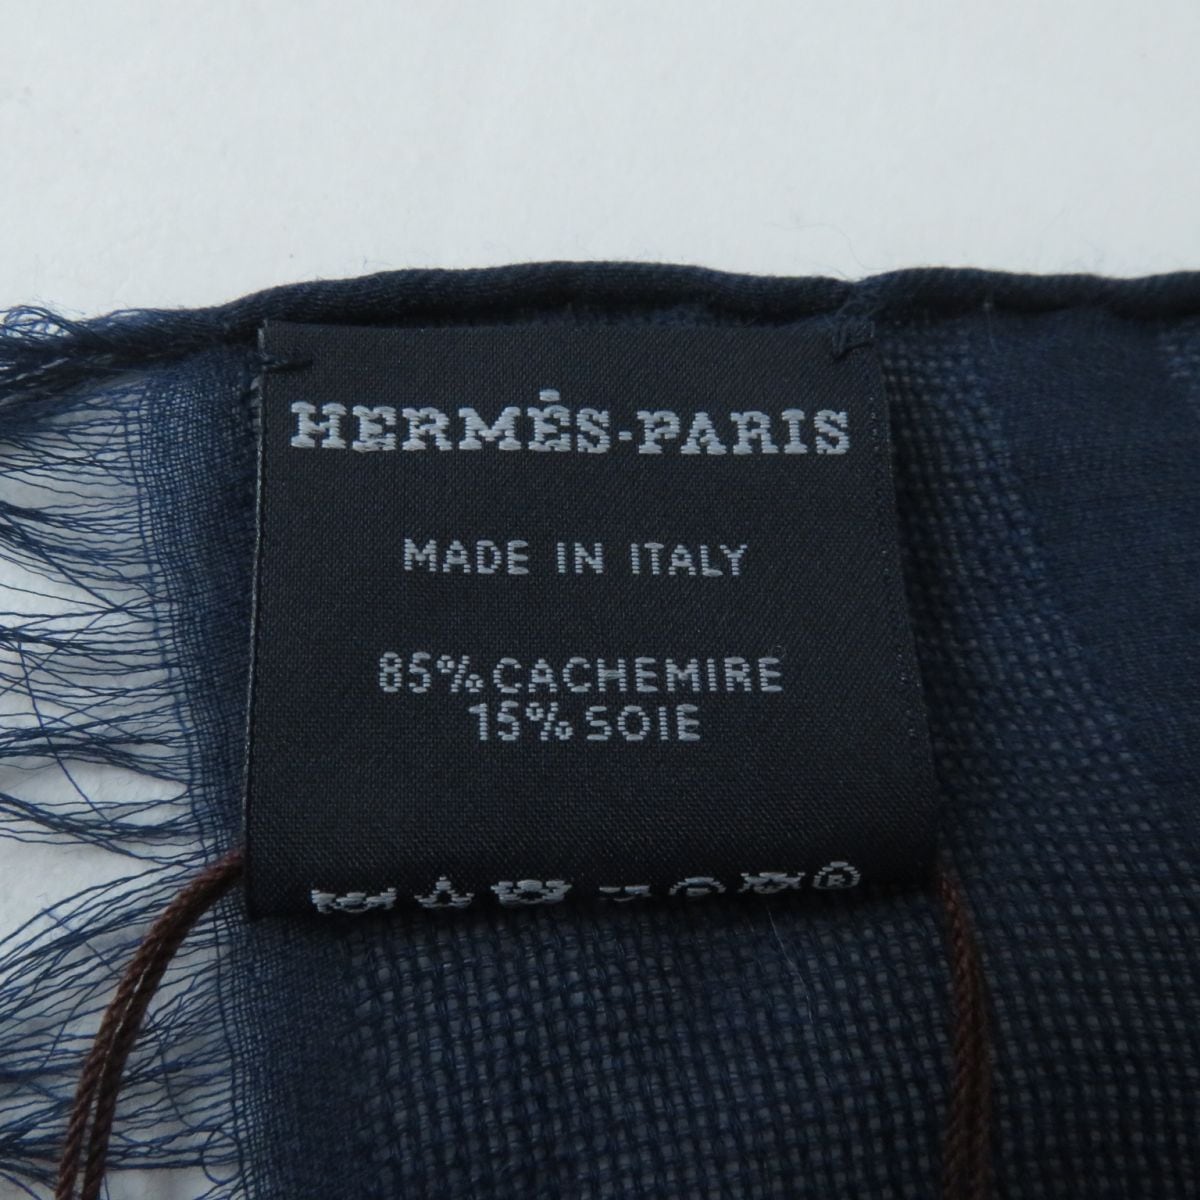 HERMÈS-PARIS
MADE IN ITALY
85% CACHEMIRE
15% SOIE